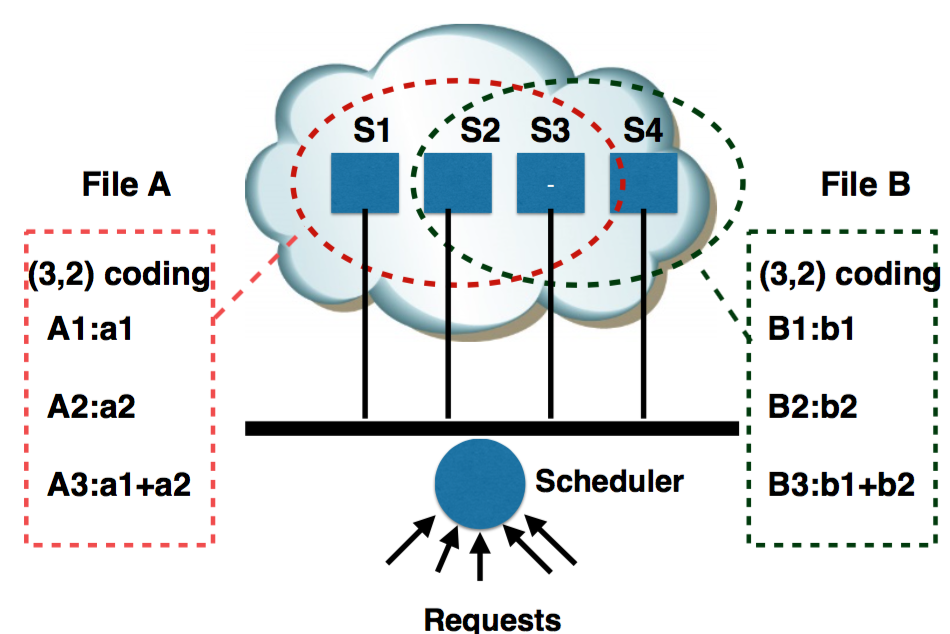 S1 S2 S3 S4
File A
(3,2) coding
A1:a1
A2:a2
A3:a1+a2
File B
(3,2) coding
B1:b1
B2:b2
B3:b1+b2
-
Scheduler
Requests